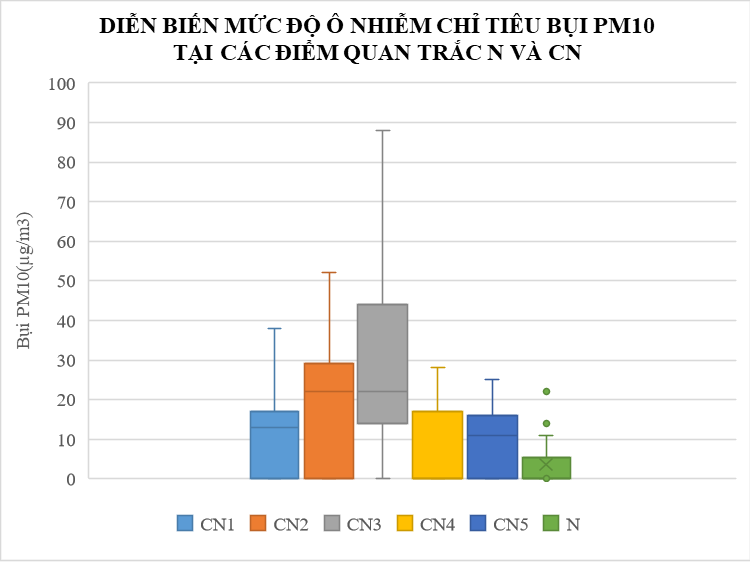 DIỄN BIẾN MỨC ĐỘ Ô NHIỄM CHỈ TIÊU BỤI PM10
TẠI CÁC ĐIỂM QUAN TRẮC N VÀ CN
100
90
80
70
60
50
40
30
20
10
0
Bụi PM10(µg/m3)
CN1 CN2 CN3 CN4 CN5 N